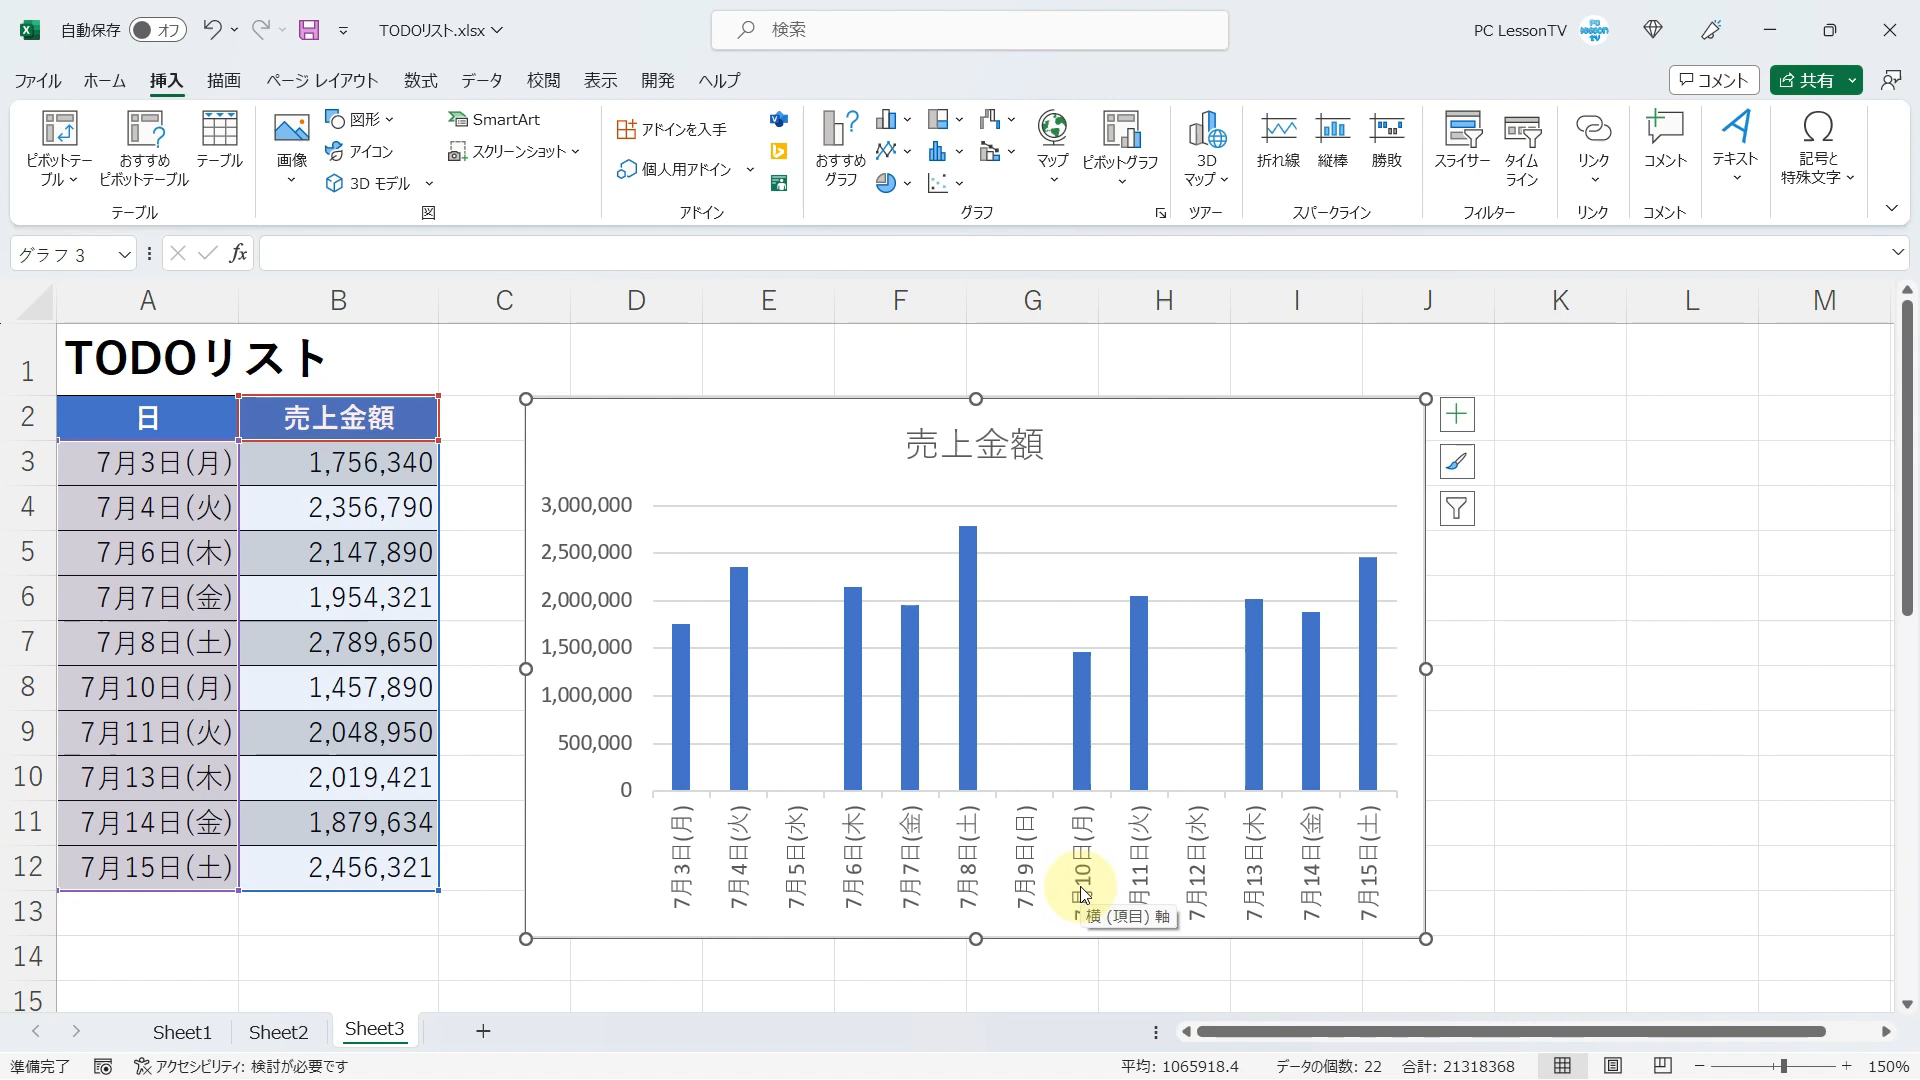 自動保存 オフ TODOリスト.xlsx 検索 PC LessonTV
ファイル ホーム 挿入 描画 ページ レイアウト 数式 データ 校閲 表示 開発 ヘルプ コメント 共有
ピボットテーブル おすすめピボットテーブル テーブル
テーブル
画像 図形 アイコン 3D モデル SmartArt スクリーンショット
図
アドインを入手 個人用アドイン
アドイン
おすすめグラフ マップ ピボットグラフ
グラフ
3Dマップ
ツアー
折れ線 縦棒 勝敗
スパークライン
スライサー タイムライン
フィルター
リンク
リンク
コメント
コメント
テキスト
記号と特殊文字
グラフ 3 fx
A B C D E F G H I J K L M
1 TODOリスト
2 日 売上金額
3 7月3日(月) 1,756,340
4 7月4日(火) 2,356,790
5 7月6日(木) 2,147,890
6 7月7日(金) 1,954,321
7 7月8日(土) 2,789,650
8 7月10日(月) 1,457,890
9 7月11日(火) 2,048,950
10 7月13日(木) 2,019,421
11 7月14日(金) 1,879,634
12 7月15日(土) 2,456,321
13
14
15
売上金額
3,000,000
2,500,000
2,000,000
1,500,000
1,000,000
500,000
0
7月3日(月)
7月4日(火)
7月5日(水)
7月6日(木)
7月7日(金)
7月8日(土)
7月9日(日)
7月10日(月)
7月11日(火)
7月12日(水)
7月13日(木)
7月14日(金)
7月15日(土)
横 (項目) 軸
Sheet1 Sheet2 Sheet3
準備完了 アクセシビリティ: 検討が必要です 平均: 1065918.4 データの個数: 22 合計: 21318368 150%